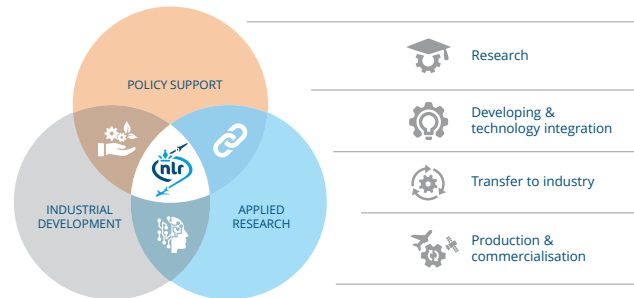 POLICY SUPPORT
nlr
INDUSTRIAL
DEVELOPMENT
APPLIED
RESEARCH
Research
Developing &
technology integration
Transfer to industry
Production &
commercialisation